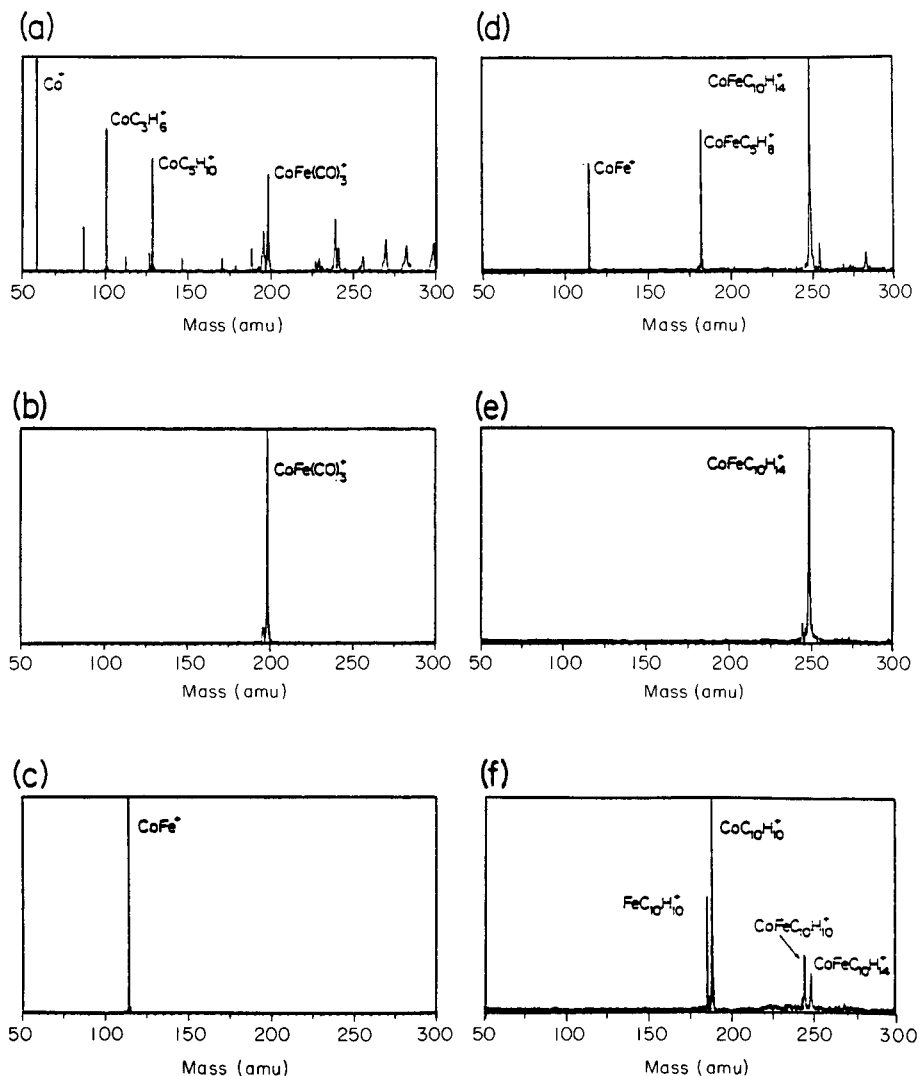 (a)
Co⁺
CoC₃H₆⁺
CoC₅H₁₀⁺
CoFe(CO)₃⁺
50 100 150 200 250 300
Mass (amu)
(d)
CoFeC₁₀H₁₄⁺
CoFeC₅H₈⁺
CoFe⁺
50 100 150 200 250 300
Mass (amu)
(b)
CoFe(CO)₃⁺
50 100 150 200 250 300
Mass (amu)
(e)
CoFeC₁₀H₁₄⁺
50 100 150 200 250 300
Mass (amu)
(c)
CoFe⁺
50 100 150 200 250 300
Mass (amu)
(f)
CoC₁₀H₁₀⁺
FeC₁₀H₁₀⁺
CoFeC₁₀H₁₀⁺
CoFeC₁₀H₁₄⁺
50 100 150 200 250 300
Mass (amu)